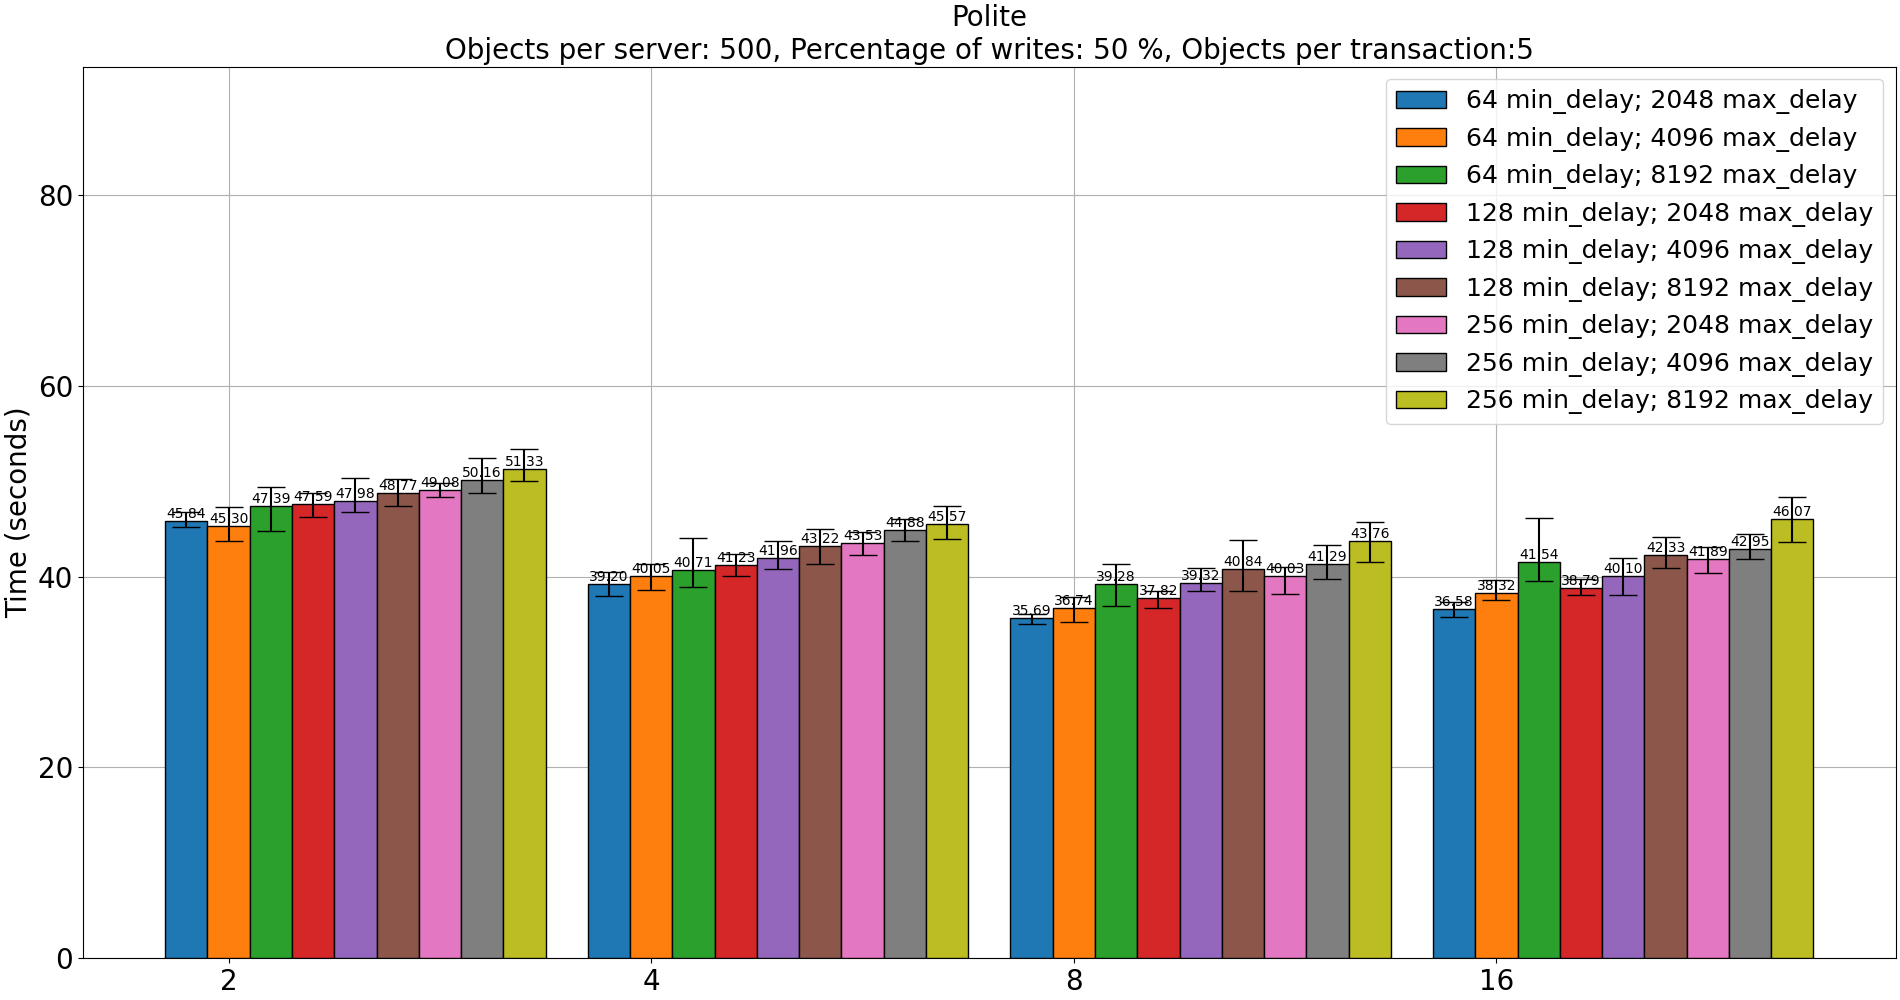 Polite
Objects per server: 500, Percentage of writes: 50 %, Objects per transaction:5
64 min_delay; 2048 max_delay
64 min_delay; 4096 max_delay
64 min_delay; 8192 max_delay
128 min_delay; 2048 max_delay
128 min_delay; 4096 max_delay
128 min_delay; 8192 max_delay
256 min_delay; 2048 max_delay
256 min_delay; 4096 max_delay
256 min_delay; 8192 max_delay
Time (seconds)
80
60
40
20
0
45.84 45.30 47.39 47.59 47.98 48.77 49.08 50.16 51.33
39.20 40.05 40.71 41.23 41.96 43.22 43.53 44.88 45.57
35.69 36.74 39.28 37.82 39.32 40.84 40.03 41.29 43.76
36.58 38.32 41.54 38.79 40.10 42.33 41.89 42.95 46.07
2 4 8 16